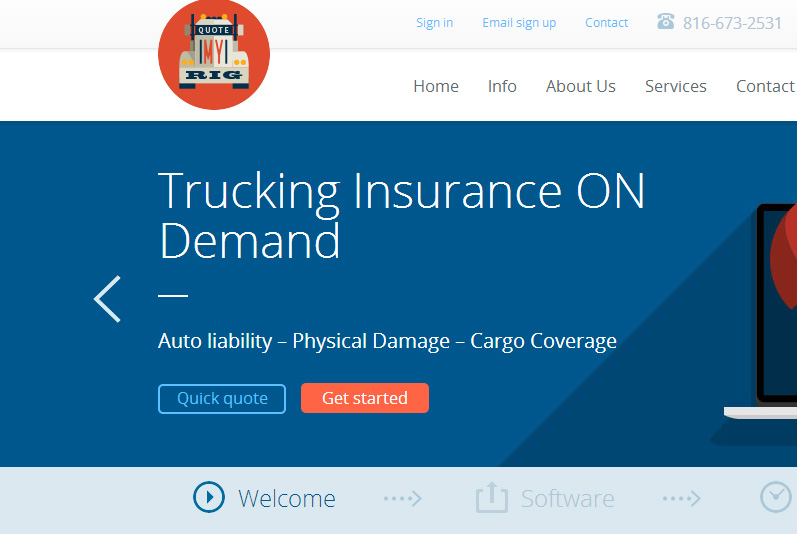 QUOTE
MY
RIG
Sign in Email sign up Contact 816-673-2531
Home Info About Us Services Contact
Trucking Insurance ON
Demand
Auto liability – Physical Damage – Cargo Coverage
Quick quote Get started
Welcome Software